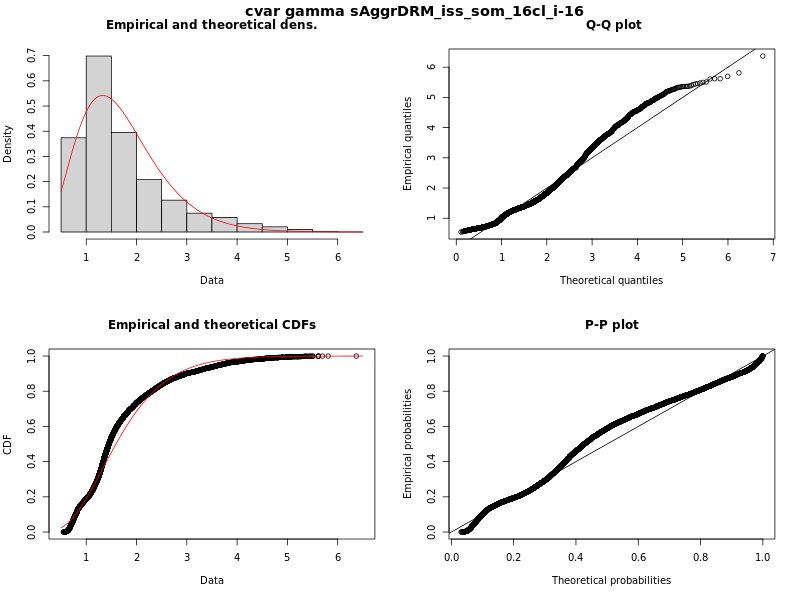 cvar gamma sAggrDRM_iss_som_16cl_i-16
Empirical and theoretical dens.
Density
0.0 0.1 0.2 0.3 0.4 0.5 0.6 0.7
1 2 3 4 5 6
Data
Q-Q plot
Empirical quantiles
1 2 3 4 5 6
0 1 2 3 4 5 6 7
Theoretical quantiles
Empirical and theoretical CDFs
CDF
0.0 0.2 0.4 0.6 0.8 1.0
1 2 3 4 5 6
Data
P-P plot
Empirical probabilities
0.0 0.2 0.4 0.6 0.8 1.0
0.0 0.2 0.4 0.6 0.8 1.0
Theoretical probabilities